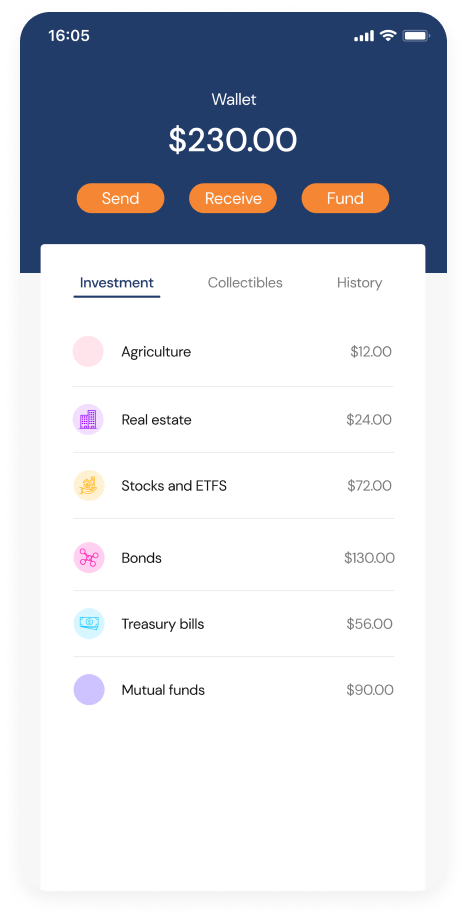 16:05
Wallet
$230.00
Send Receive Fund
Investment Collectibles History
Agriculture $12.00
Real estate $24.00
Stocks and ETFS $72.00
Bonds $130.00
Treasury bills $56.00
Mutual funds $90.00